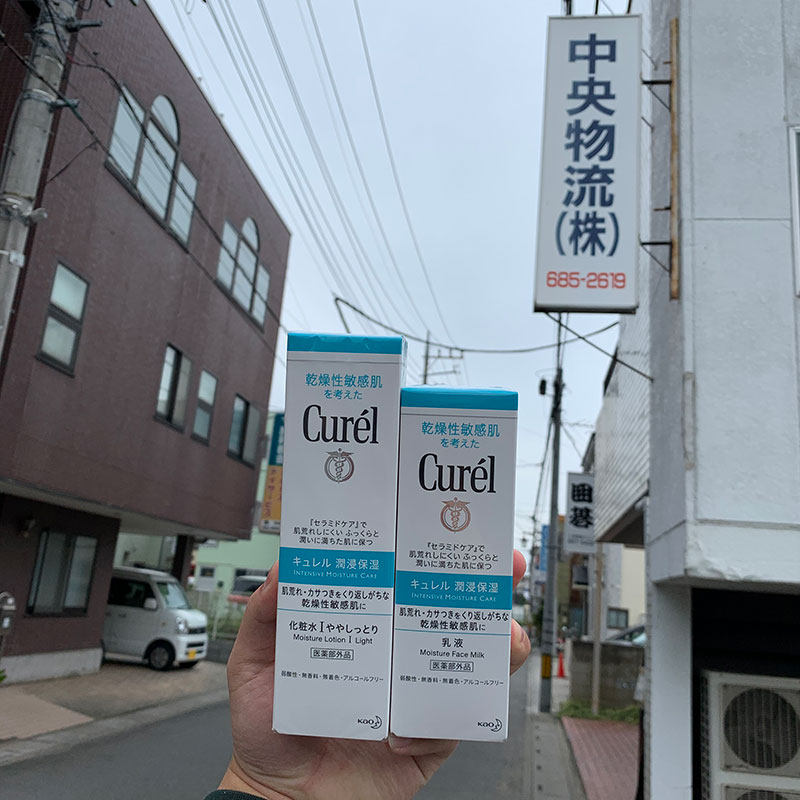 中央物流
(株)
685-2619
囲碁
乾燥性敏感肌
を考えた
Curél
『セラミドケア』で
肌荒れしにくい ふっくらと
潤いに満ちた肌に保つ
キュレル 潤浸保湿
INTENSIVE MOISTURE CARE
肌荒れ・カサつきをくり返しがちな
乾燥性敏感肌に
化粧水 I ややしっとり
Moisture Lotion I Light
医薬部外品
弱酸性・無香料・無着色・アルコールフリー
Kao
乾燥性敏感肌
を考えた
Curél
『セラミドケア』で
肌荒れしにくい ふっくらと
潤いに満ちた肌に保つ
キュレル 潤浸保湿
INTENSIVE MOISTURE CARE
肌荒れ・カサつきをくり返しがちな
乾燥性敏感肌に
乳液
Moisture Face Milk
医薬部外品
弱酸性・無香料・無着色・アルコールフリー
Kao